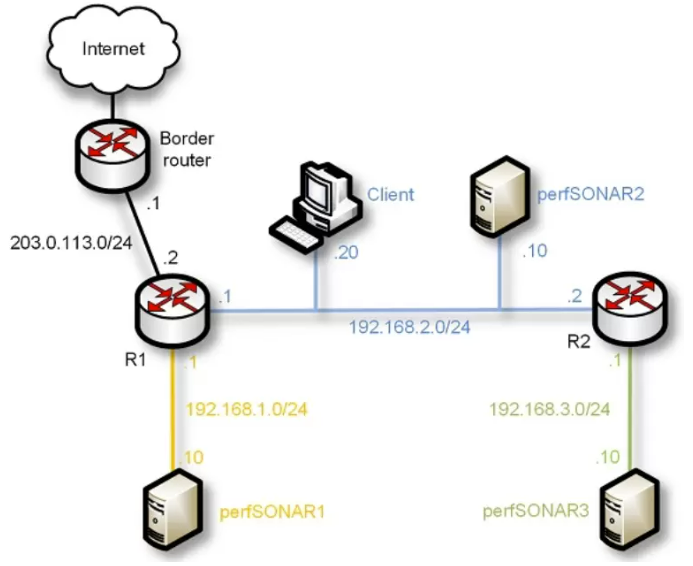 Internet
Border
router
.1
203.0.113.0/24
.2
Client
perfSONAR2
.20
.10
.1
.2
192.168.2.0/24
R1
R2
.1
.1
192.168.1.0/24
192.168.3.0/24
.10
.10
perfSONAR1
perfSONAR3